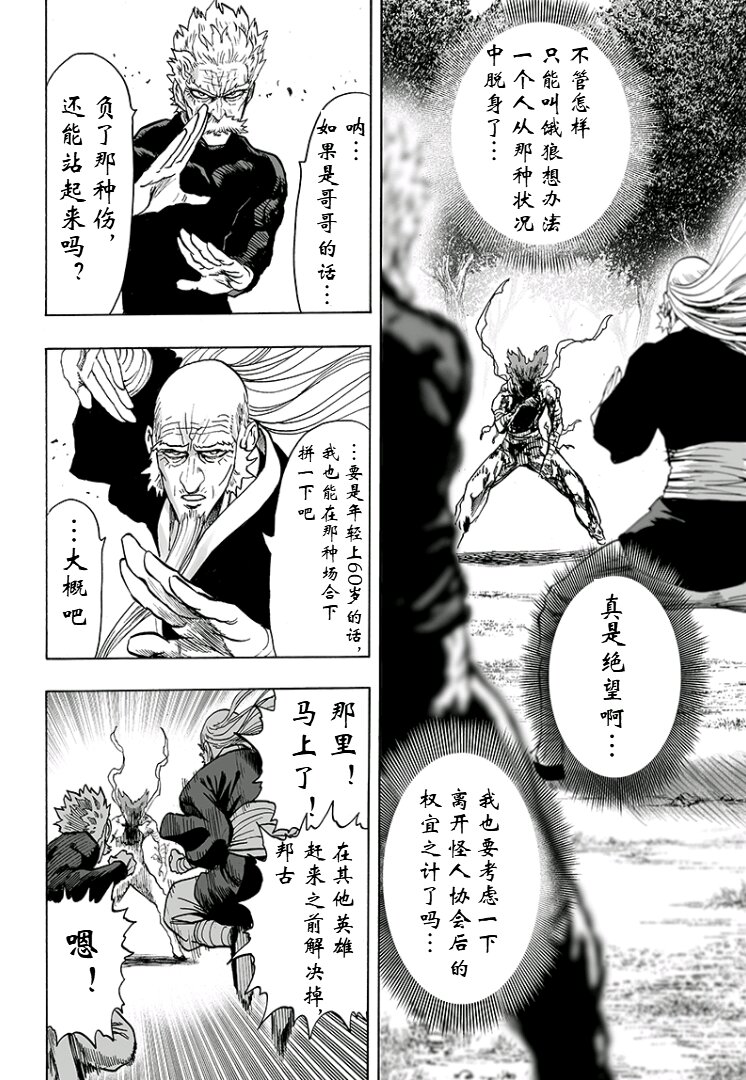 不管怎样
只能叫饿狼想办法
一个人从那种状况
中脱身了…
真是绝望啊…
我也要考虑一下
离开怪人协会后的
权宜之计了吗…
呐…
如果是哥哥的话…
负了那种伤，
还能站起来吗？
…要是年轻上60岁的话，
我也能在那种场合下
拼一下吧
…大概吧
那里！
马上了！
在其他英雄
赶来之前解决掉，
邦古
嗯！